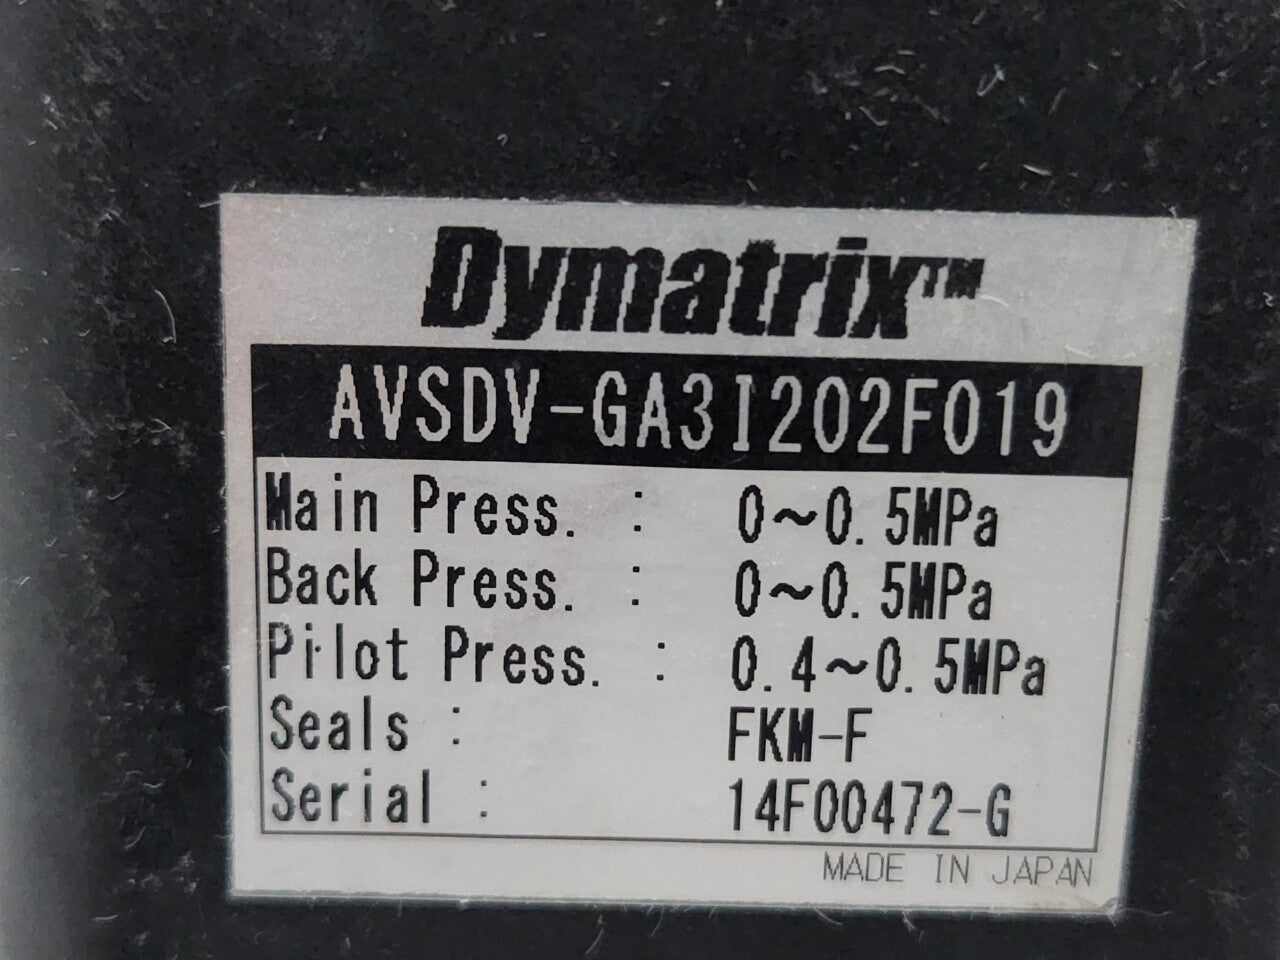 Dymatrix™
AVSDV-GA3I202F019
Main Press. : 0~0.5MPa
Back Press. : 0~0.5MPa
Pilot Press. : 0.4~0.5MPa
Seals : FKM-F
Serial : 14F00472-G
MADE IN JAPAN